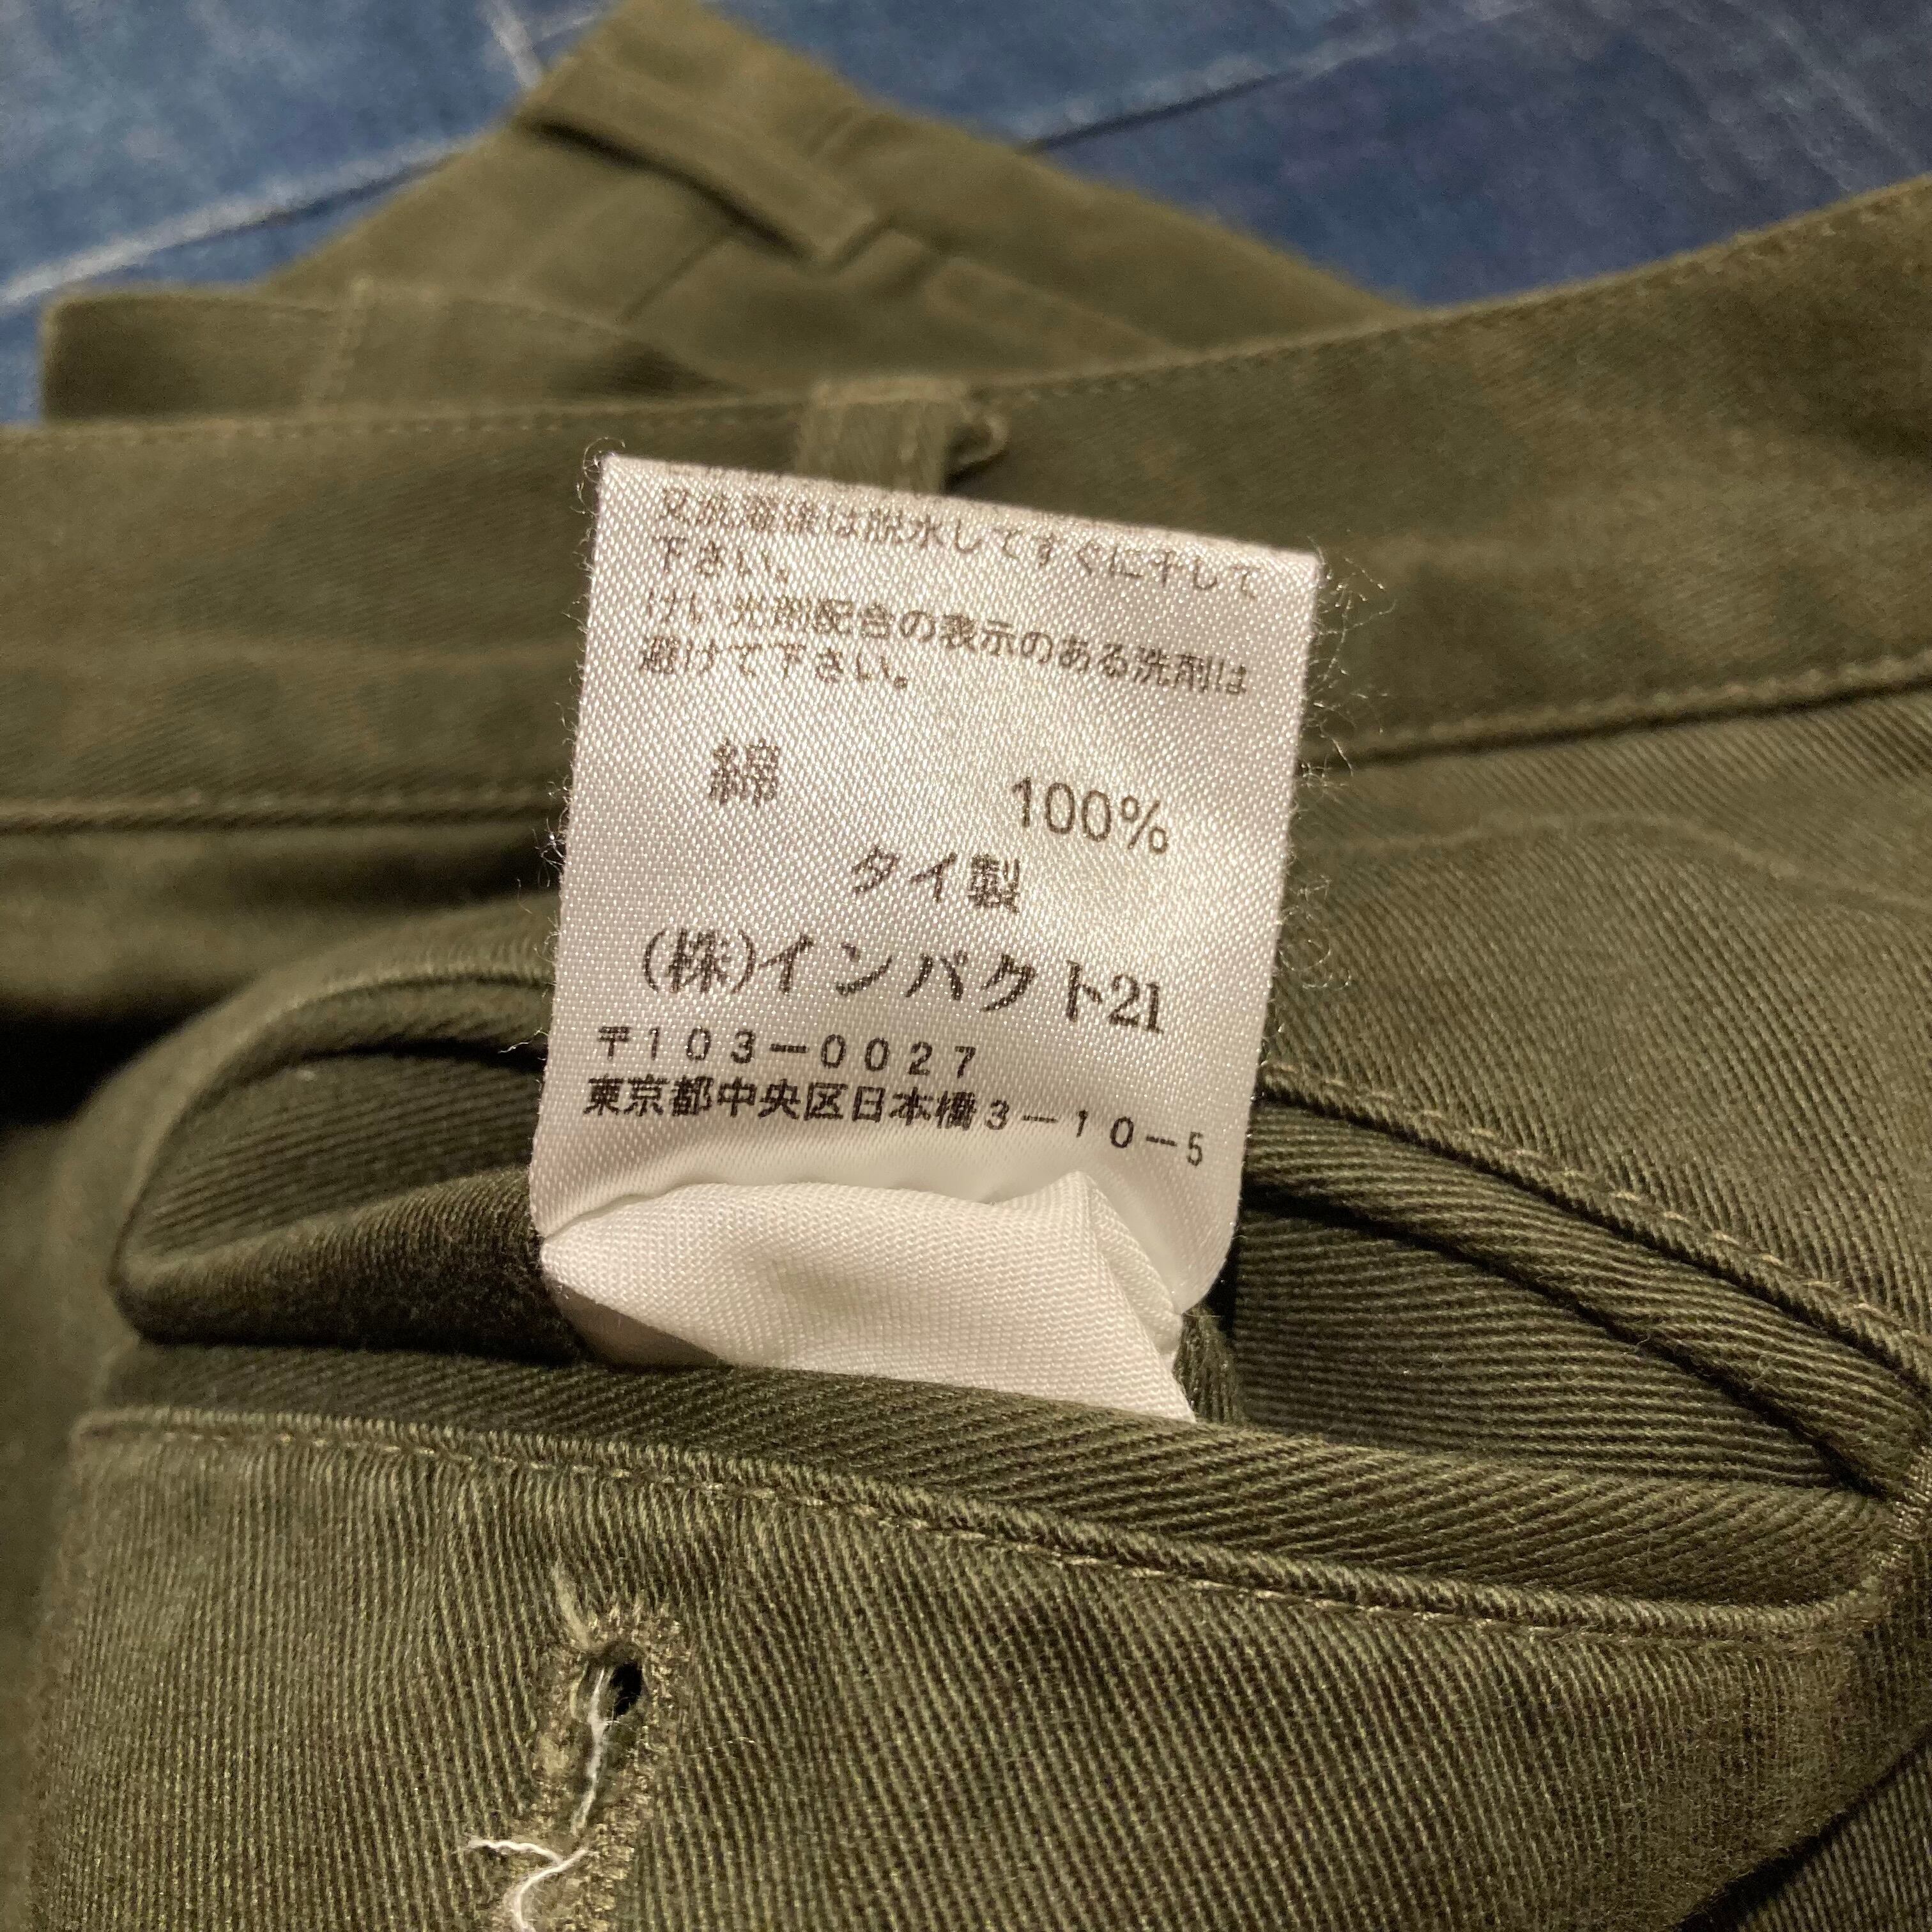 又洗濯後は脱水してすぐに干して
下さい。
けい光剤配合の表示のある洗剤は
避けて下さい。
綿 100%
タイ製
(株)インパクト21
〒103-0027
東京都中央区日本橋3-10-5